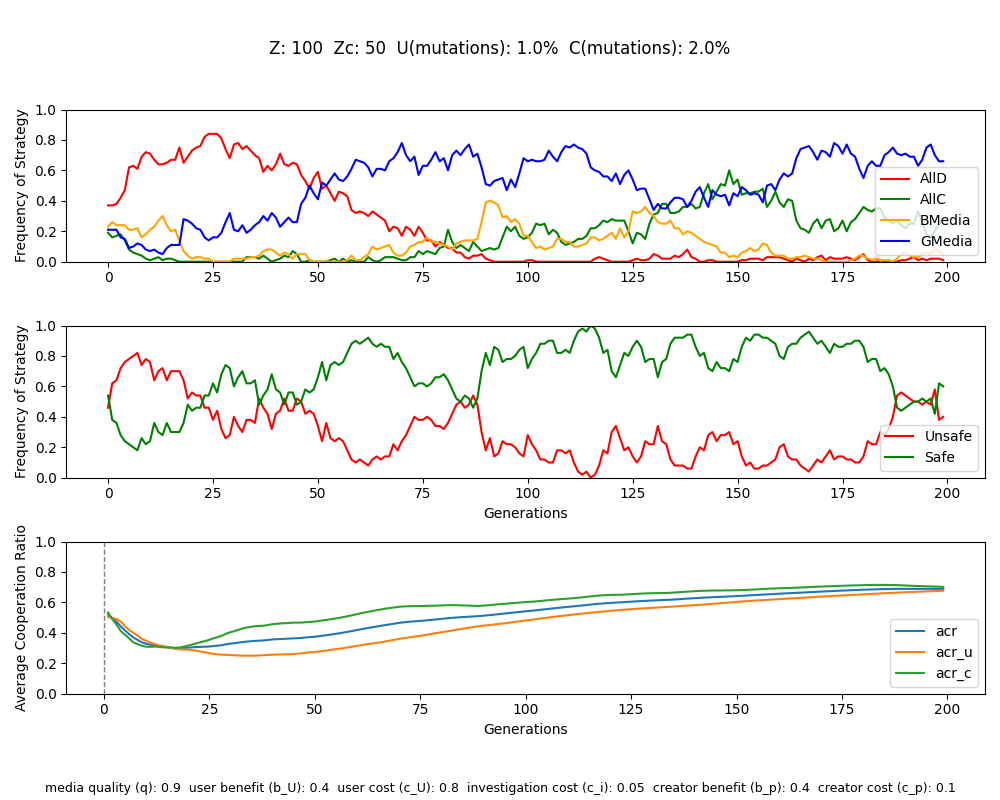 Z: 100  Zc: 50  U(mutations): 1.0%  C(mutations): 2.0%
Frequency of Strategy
1.0
0.8
0.6
0.4
0.2
0.0
AllD
AllC
BMedia
GMedia
0 25 50 75 100 125 150 175 200
Frequency of Strategy
1.0
0.8
0.6
0.4
0.2
0.0
Unsafe
Safe
0 25 50 75 100 125 150 175 200
Generations
Average Cooperation Ratio
1.0
0.8
0.6
0.4
0.2
0.0
acr
acr_u
acr_c
0 25 50 75 100 125 150 175 200
Generations
media quality (q): 0.9  user benefit (b_U): 0.4  user cost (c_U): 0.8  investigation cost (c_i): 0.05  creator benefit (b_p): 0.4  creator cost (c_p): 0.1